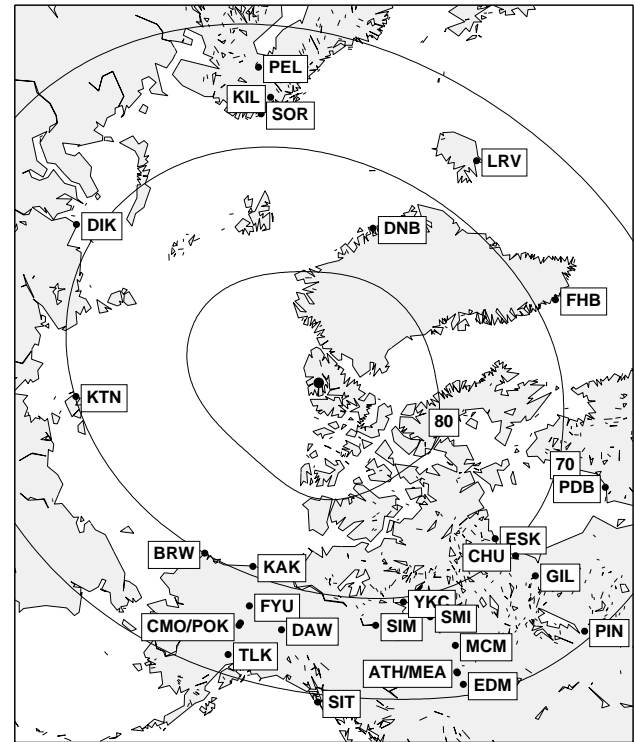 PEL
KIL
SOR
LRV
DIK
DNB
FHB
KTN
80
70
PDB
ESK
BRW
CHU
KAK
GIL
FYU
YKC
SMI
CMO/POK
DAW
SIM
PIN
MCM
TLK
ATH/MEA
EDM
SIT